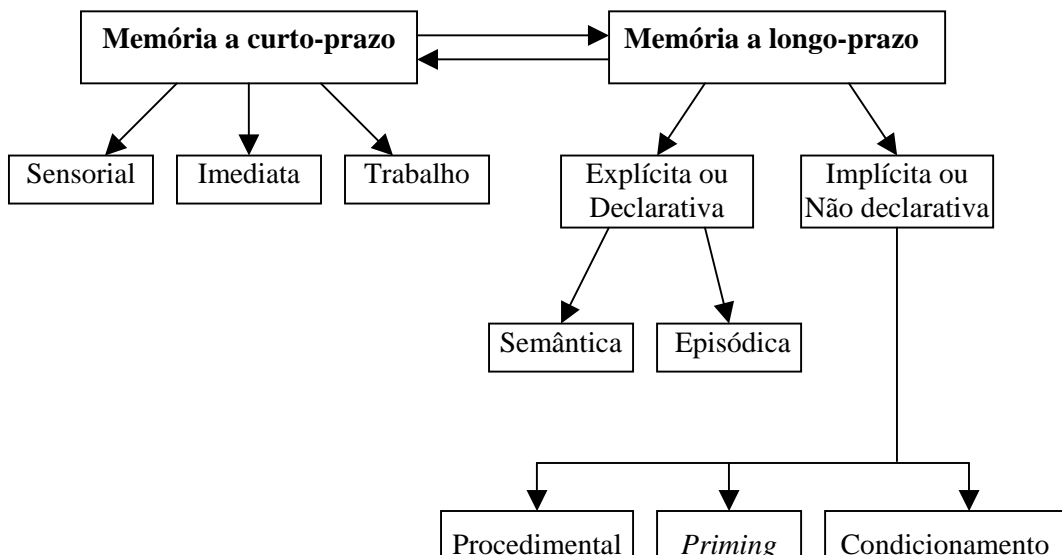 Memória a curto-prazo
Memória a longo-prazo
Sensorial
Imediata
Trabalho
Explícita ou
Declarativa
Implícita ou
Não declarativa
Semântica
Episódica
Procedimental
Priming
Condicionamento